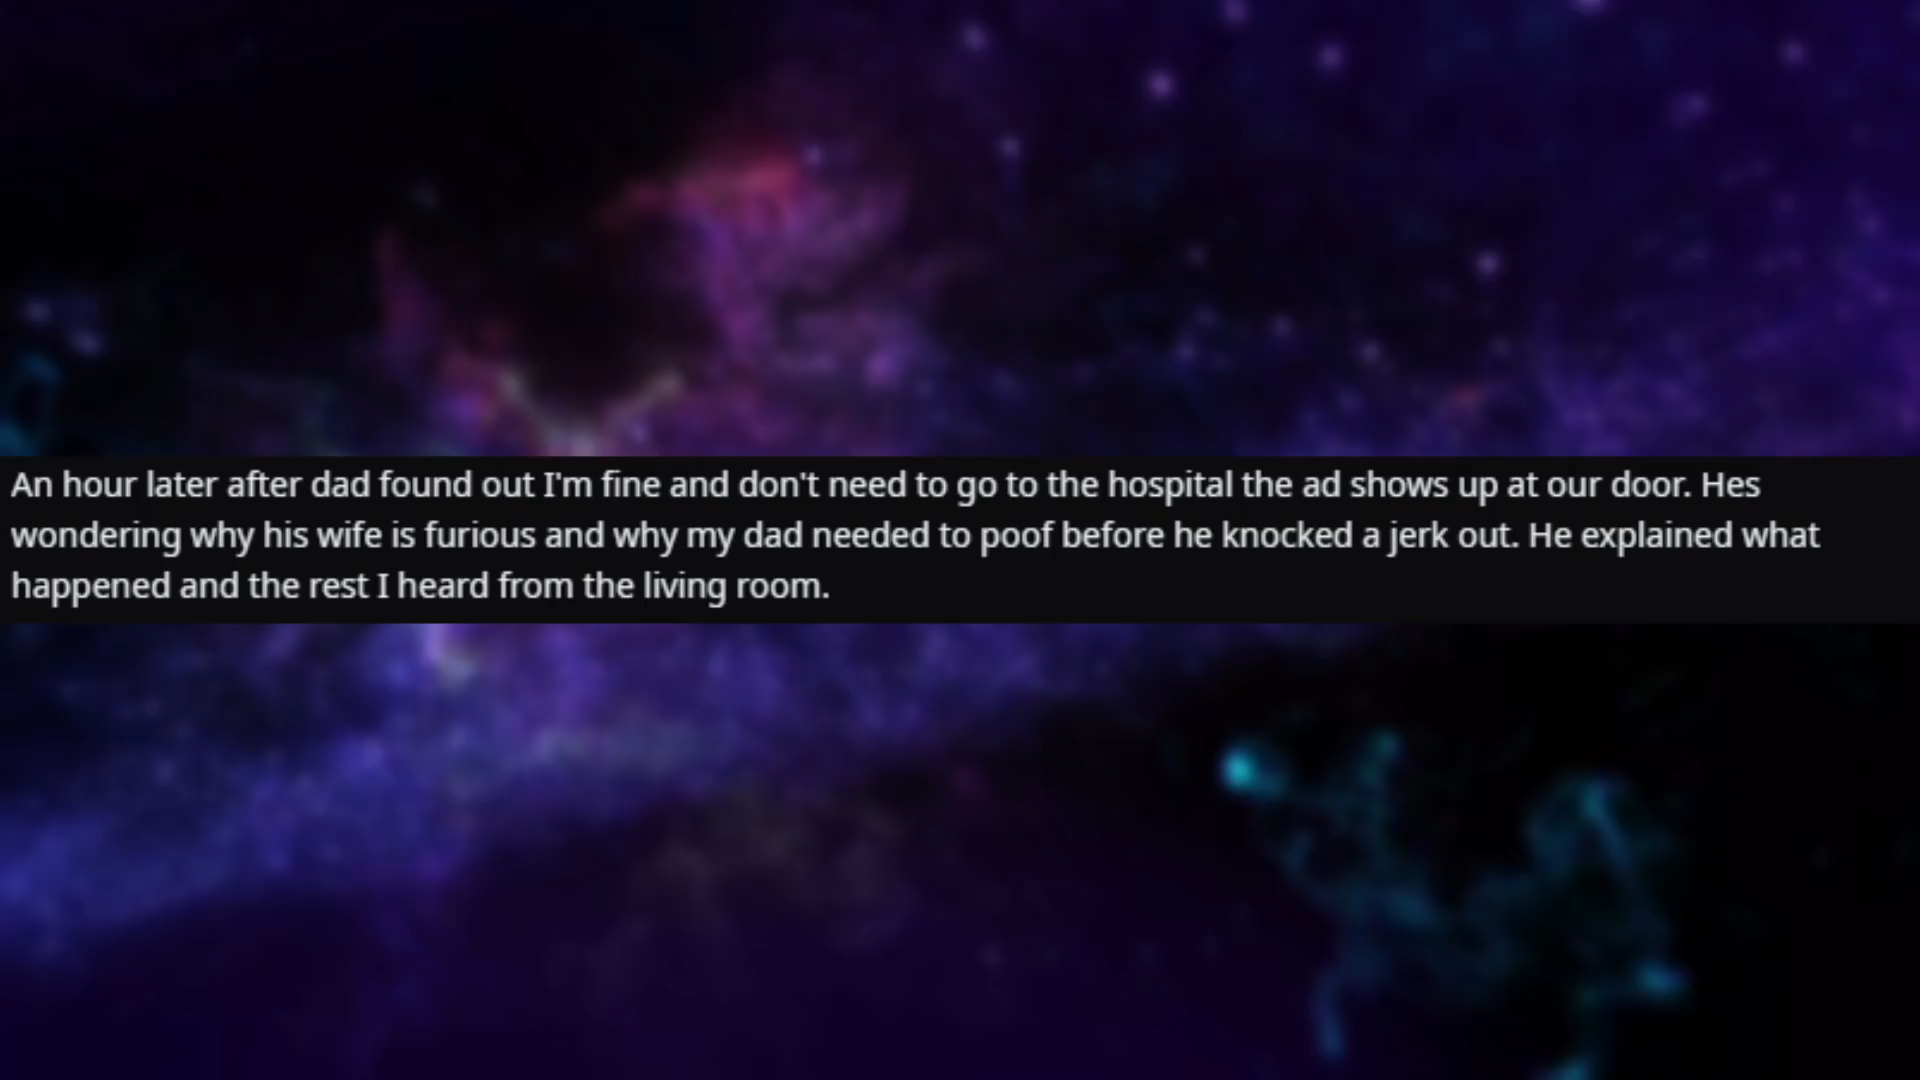 An hour later after dad found out I'm fine and don't need to go to the hospital the ad shows up at our door. Hes
wondering why his wife is furious and why my dad needed to poof before he knocked a jerk out. He explained what
happened and the rest I heard from the living room.